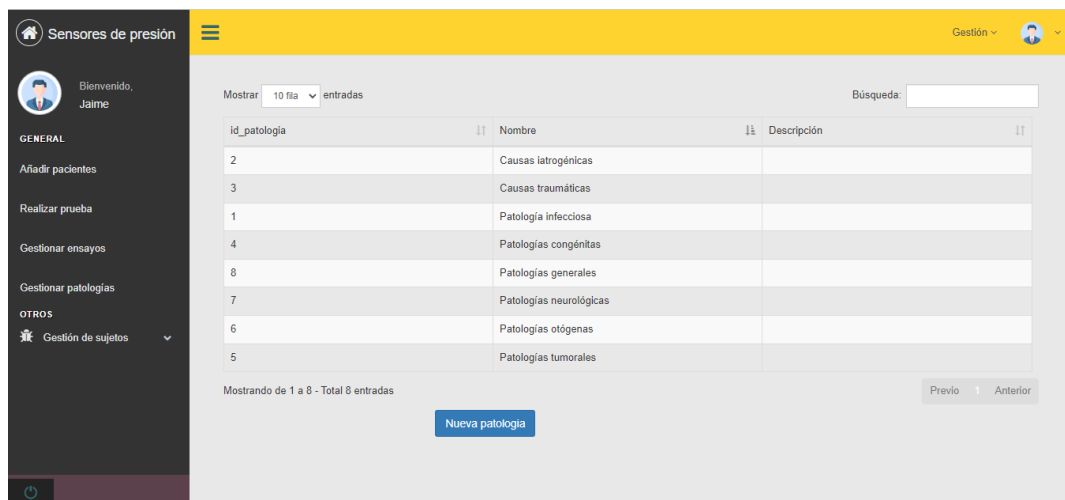 Sensores de presión
Gestión
Bienvenido,
Jaime
GENERAL
Añadir pacientes
Realizar prueba
Gestionar ensayos
Gestionar patologías
OTROS
Gestión de sujetos
Mostrar 10 fila entradas
Búsqueda:
id_patologia Nombre Descripción
2 Causas iatrogénicas
3 Causas traumáticas
1 Patología infecciosa
4 Patologías congénitas
8 Patologías generales
7 Patologías neurológicas
6 Patologías otógenas
5 Patologías tumorales
Mostrando de 1 a 8 - Total 8 entradas
Previo 1 Anterior
Nueva patologia